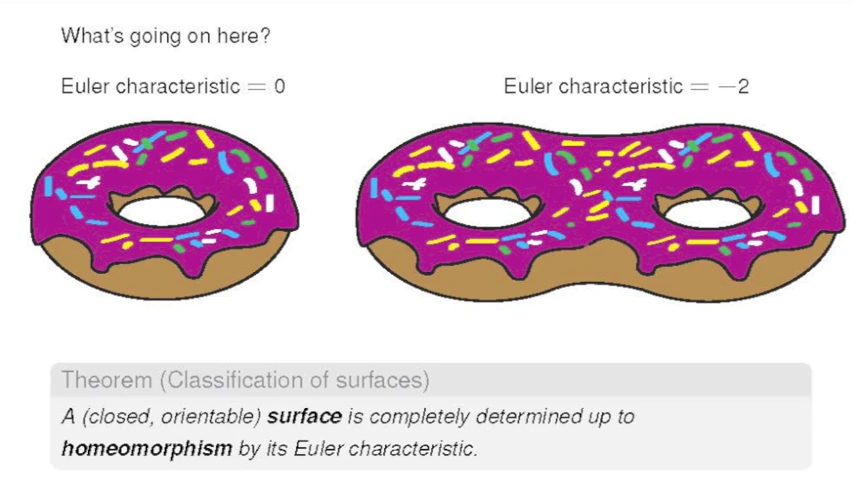 What's going on here?
Euler characteristic = 0
Euler characteristic = −2
Theorem (Classification of surfaces)
A (closed, orientable) surface is completely determined up to
homeomorphism by its Euler characteristic.